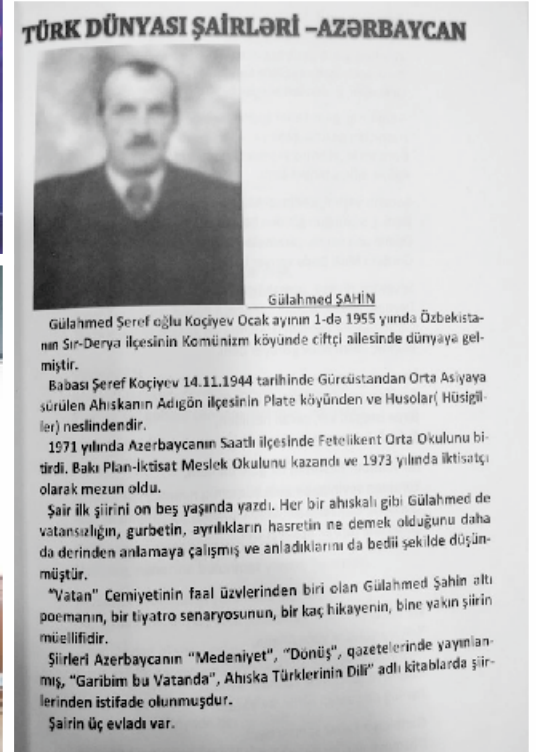 TÜRK DÜNYASI ŞAİRLƏRİ –AZƏRBAYCAN
Gülahmed ŞAHİN
Gülahmed Şeref oğlu Koçiyev Ocak ayının 1-də 1955 yılında Özbekista-
nın Sır-Derya ilçesinin Komünizm köyünde ciftçi ailesinde dünyaya gel-
miştir.
Babası Şeref Koçiyev 14.11.1944 tarihinde Gürcüstandan Orta Asiyaya
sürülen Ahıskanın Adıgön ilçesinin Plate köyünden ve Husolar( Hüsigil-
ler) neslindendir.
1971 yılında Azerbaycanın Saatlı ilçesinde Fetelikent Orta Okulunu bi-
tirdi. Bakı Plan-İktisat Meslek Okulunu kazandı ve 1973 yılında iktisatçı
olarak mezun oldu.
Şair ilk şiirini on beş yaşında yazdı. Her bir ahıskalı gibi Gülahmed de
vatansızlığın, gurbetin, ayrılıkların hasretin ne demek olduğunu daha
da derinden anlamaya çalışmış ve anladıklarını da bedii şekilde düşün-
müştür.
"Vatan" Cemiyetinin faal üzvlerinden biri olan Gülahmed Şahin altı
poemanın, bir tiyatro senaryosunun, bir kaç hikayenin, bine yakın şiirin
müellifidir.
Şiirleri Azerbaycanın "Medeniyet", "Dönüş", qazetelerinde yayınlan-
mış, "Garibim bu Vatanda", Ahıska Türklerinin Dili" adlı kitablarda şiir-
lerinden istifade olunmuşdur.
Şairin üç evladı var.